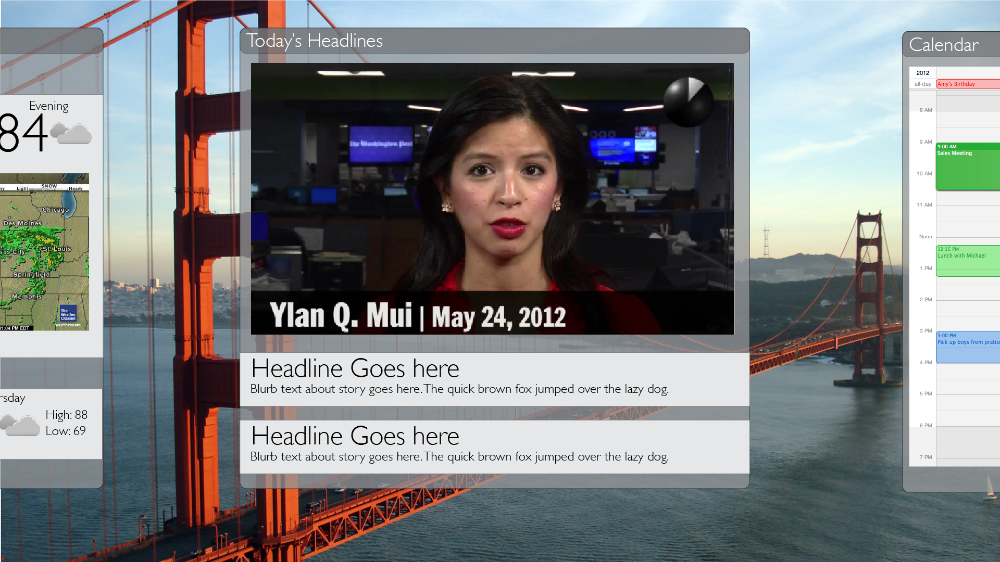 Evening
84
SNOW
Light
Heavy
Chicago
Des Moines
St. Louis
Springfield
Memphis
The
Weather
Channel
weather.com
11:04 PM EDT
High: 88
Low: 69
Today's Headlines
The Washington Post
Ylan Q. Mui | May 24, 2012
Headline Goes here
Blurb text about story goes here. The quick brown fox jumped over the lazy dog.
Headline Goes here
Blurb text about story goes here. The quick brown fox jumped over the lazy dog.
Calendar
2012
all-day
Amy's Birthday
8 AM
9 AM
9:00 AM
Sales Meeting
10 AM
11 AM
Noon
12:15 PM
Lunch with Michael
1 PM
2 PM
3 PM
3:00 PM
Pick up boys from pratice
4 PM
5 PM
6 PM
7 PM